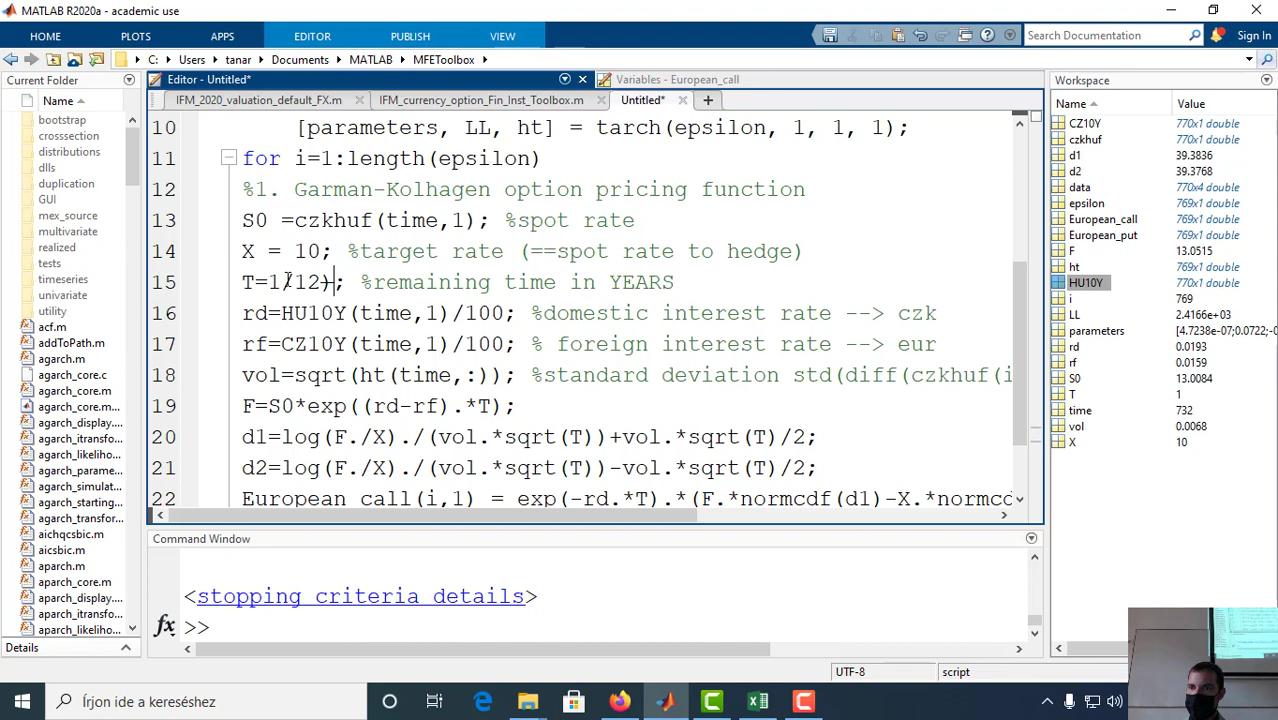 MATLAB R2020a - academic use
HOME PLOTS APPS EDITOR PUBLISH VIEW Search Documentation Sign In
C: Users tanar Documents MATLAB MFEToolbox
Current Folder
Name
bootstrap
crosssection
distributions
dlls
duplication
GUI
mex_source
multivariate
realized
tests
timeseries
univariate
acf.m
addToPath.m
agarch.m
agarch_core.c
agarch_core.m...
agarch_display...
agarch_itransfo...
agarch_likeliho...
agarch_parame...
agarch_simulat...
agarch_starting...
agarch_transfor...
aichqcsbic.m
aicsbic.m
aparch.m
aparch_core.m
aparch_display...
aparch_itransfo...
aparch_likeliho...
Details
Editor - Untitled*
Variables - European_call
IFM_2020_valuation_default_FX.m IFM_currency_option_Fin_Inst_Toolbox.m Untitled*
10 [parameters, LL, ht] = tarch(epsilon, 1, 1, 1);
11 for i=1:length(epsilon)
12 %1. Garman-Kolhagen option pricing function
13 S0 =czkhuf(time,1); %spot rate
14 X = 10; %target rate (==spot rate to hedge)
15 T=1/12+; %remaining time in YEARS
16 rd=HU10Y(time,1)/100; %domestic interest rate --> czk
17 rf=CZ10Y(time,1)/100; % foreign interest rate --> eur
18 vol=sqrt(ht(time,:)); %standard deviation std(diff(czkhuf(i
19 F=S0*exp((rd-rf).*T);
20 d1=log(F./X)./(vol.*sqrt(T))+vol.*sqrt(T)/2;
21 d2=log(F./X)./(vol.*sqrt(T))-vol.*sqrt(T)/2;
22 European_call(i,1) = exp(-rd.*T).*(F.*normcdf(d1)-X.*normcd
Command Window
<stopping criteria details>
fx >>
Workspace
Name Value
CZ10Y 770x1 double
czkhuf 770x1 double
d1 39.3836
d2 39.3768
data 770x4 double
epsilon 769x1 double
European_call 769x1 double
European_put 769x1 double
F 13.0515
ht 769x1 double
HU10Y 770x1 double
i 769
LL 2.4166e+03
parameters [4.7238e-07;0.0722;-
rd 0.0193
rf 0.0159
S0 13.0084
T 1
time 732
vol 0.0068
X 10
UTF-8 script
Írjon ide a kereséshez